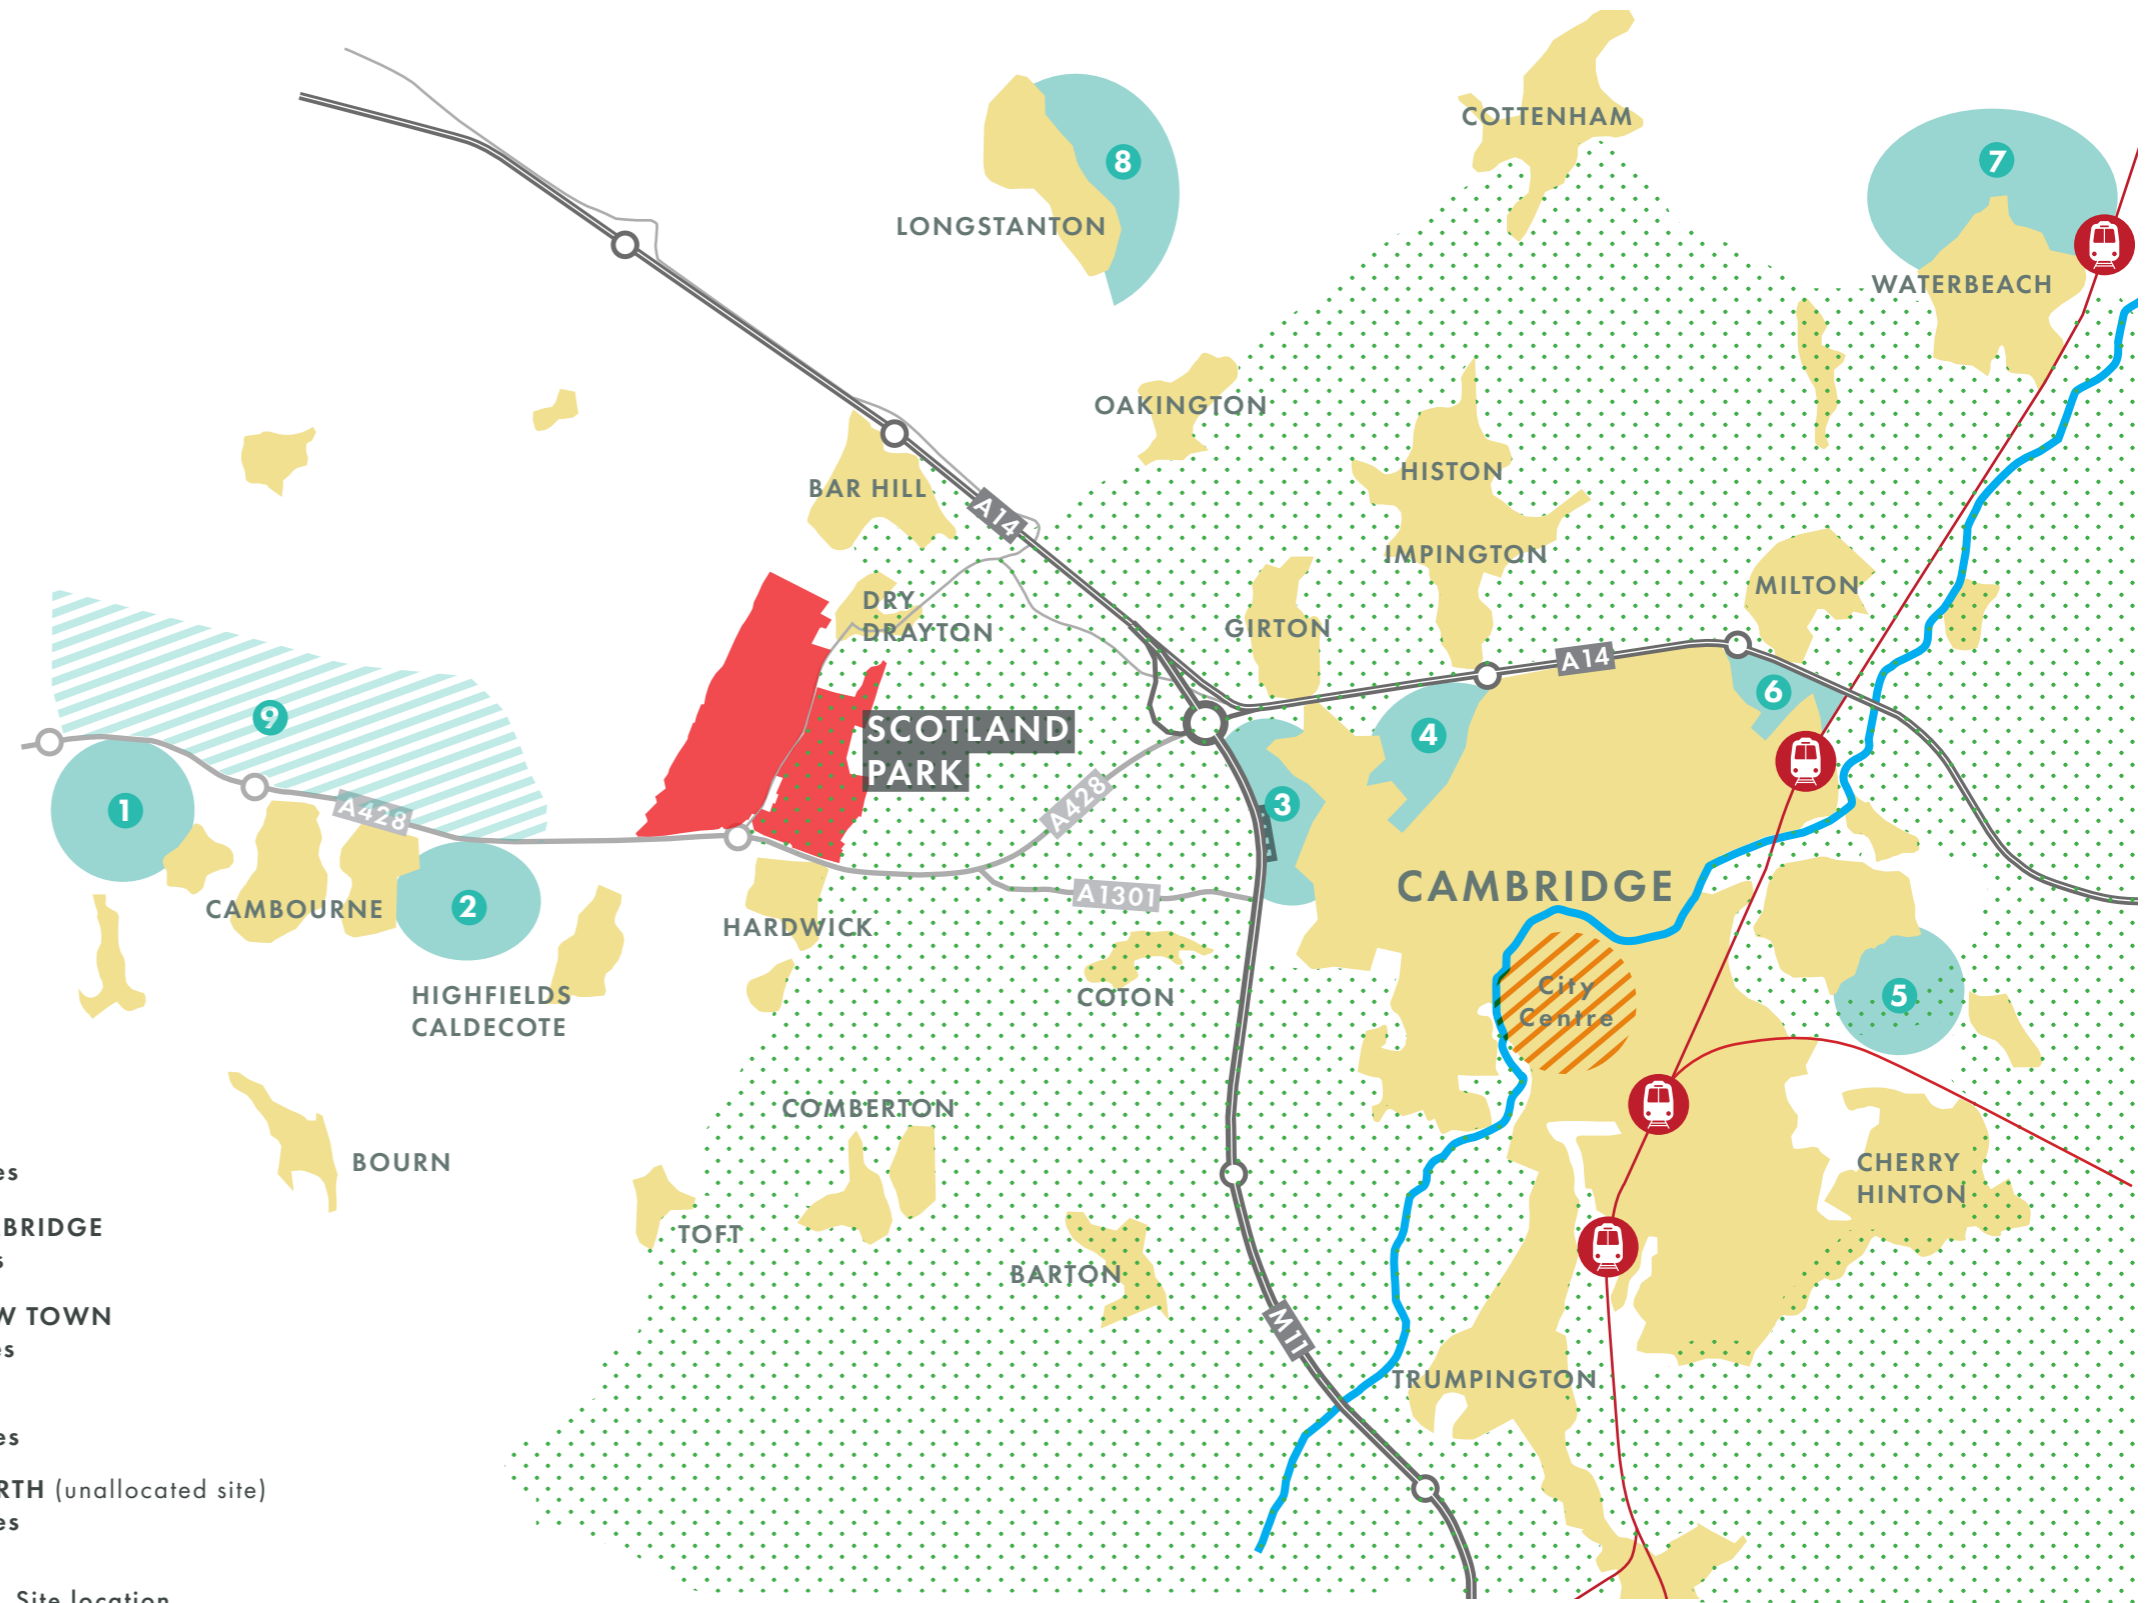 COTTENHAM
7
8
LONGSTANTON
WATERBEACH
OAKINGTON
HISTON
BAR HILL
A14
IMPINGTON
MILTON
DRY
DRAYTON
GIRTON
A14
6
9
SCOTLAND
PARK
4
1
A428
A428
3
CAMBOURNE
2
HARDWICK
A1301
CAMBRIDGE
HIGHFIELDS
CALDECOTE
COTON
City
Centre
5
COMBERTON
BOURN
CHERRY
HINTON
TOFT
BARTON
M11
TRUMPINGTON
es
BRIDGE
s
W TOWN
es
es
RTH (unallocated site)
es
Site location